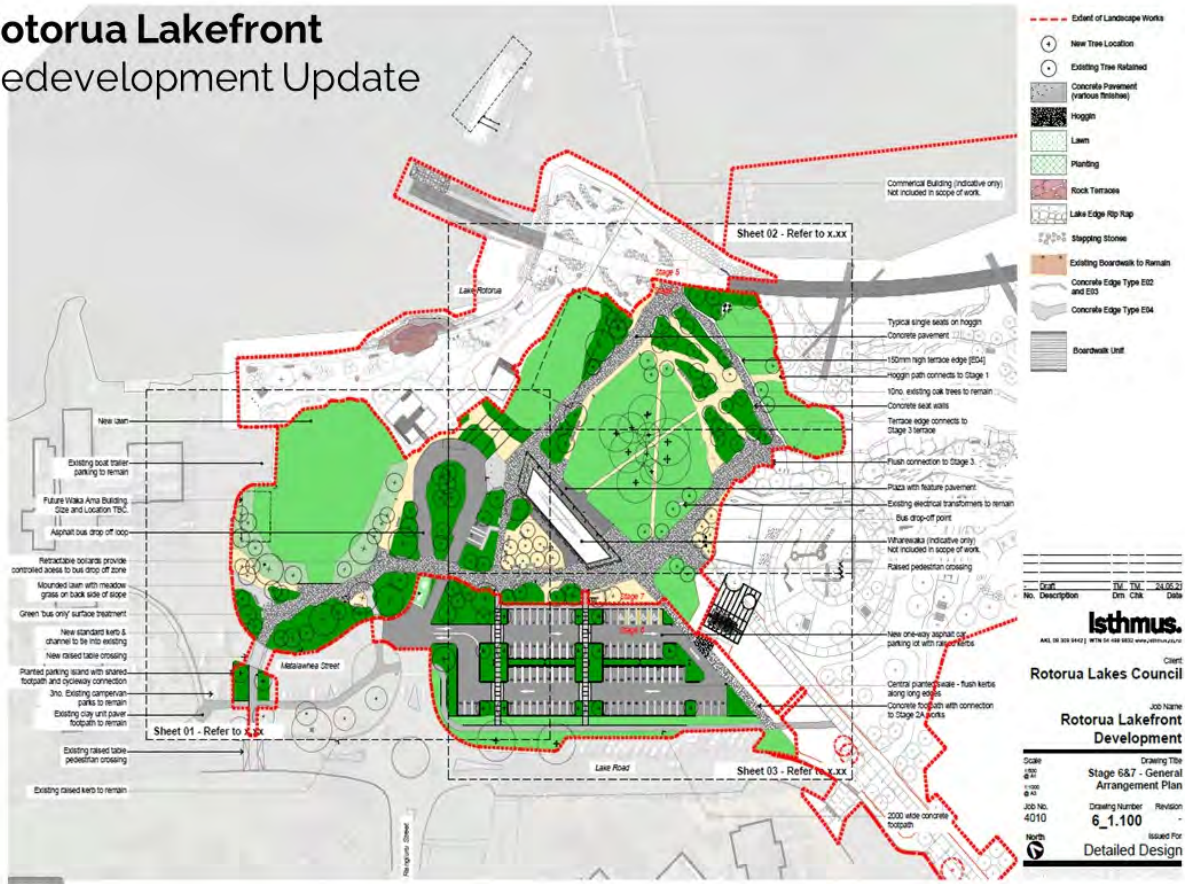 otorua Lakefront
edevelopment Update
Extent of Landscape Works
New Tree Location
Existing Tree Retained
Concrete Pavement
(various finishes)
Hoggin
Lawn
Planting
Rock Terraces
Lake Edge Rip Rap
Stepping Stones
Existing Boardwalk to Remain
Concrete Edge Type E02
and E03
Concrete Edge Type E04
Boardwalk Unit
Commerical Building (indicative only)
Not included in scope of work.
Sheet 02 - Refer to x.xx
Stage 5
Lake Rotorua
Typical single seats on hoggin
Concrete pavement
150mm high terrace edge [E04]
Hoggin path connects to Stage 1
10no. existing oak trees to remain
Concrete seat walls
Terrace edge connects to
Stage 3 terrace
Flush connection to Stage 3
Plaza with feature pavement
Existing electrical transformers to remain
Bus drop-off point
Wharewaka (indicative only)
Not included in scope of work.
Raised pedestrian crossing
New one-way asphalt car
parking lot with raised kerbs
Central planted swale - flush kerbs
along long edges
Concrete footpath with connection
to Stage 2A works
2000 wide concrete
footpath
New lawn
Existing boat trailer
parking to remain
Future Waka Ama Building.
Size and Location TBC.
Asphalt bus drop off loop
Retractable bollards provide
controlled acess to bus drop off zone
Mounded lawn with meadow
grass on back side of slope
Green 'bus only' surface treatment
New standard kerb &
channel to tie into existing
New raised table crossing
Planted parking island with shared
footpath and cycleway connection
3no. Existing campervan
parks to remain
Existing clay unit paver
footpath to remain
Existing raised table
pedestrian crossing
Existing raised kerb to remain
Matalawhea Street
Sheet 01 - Refer to x.xx
Stage 7
Stage 6
Lake Road
Sheet 03 - Refer to x.xx
Rangiuru Street
- Draft TM TM 24.05.21
No. Description Drn Chk Date
Isthmus.
Client
Rotorua Lakes Council
Job Name
Rotorua Lakefront
Development
Scale
1:500
@ A1
1:1000
@ A3
Drawing Title
Stage 6&7 - General
Arrangement Plan
Job No.
4010
Drawing Number
6_1.100
Revision
-
North
Issued For
Detailed Design